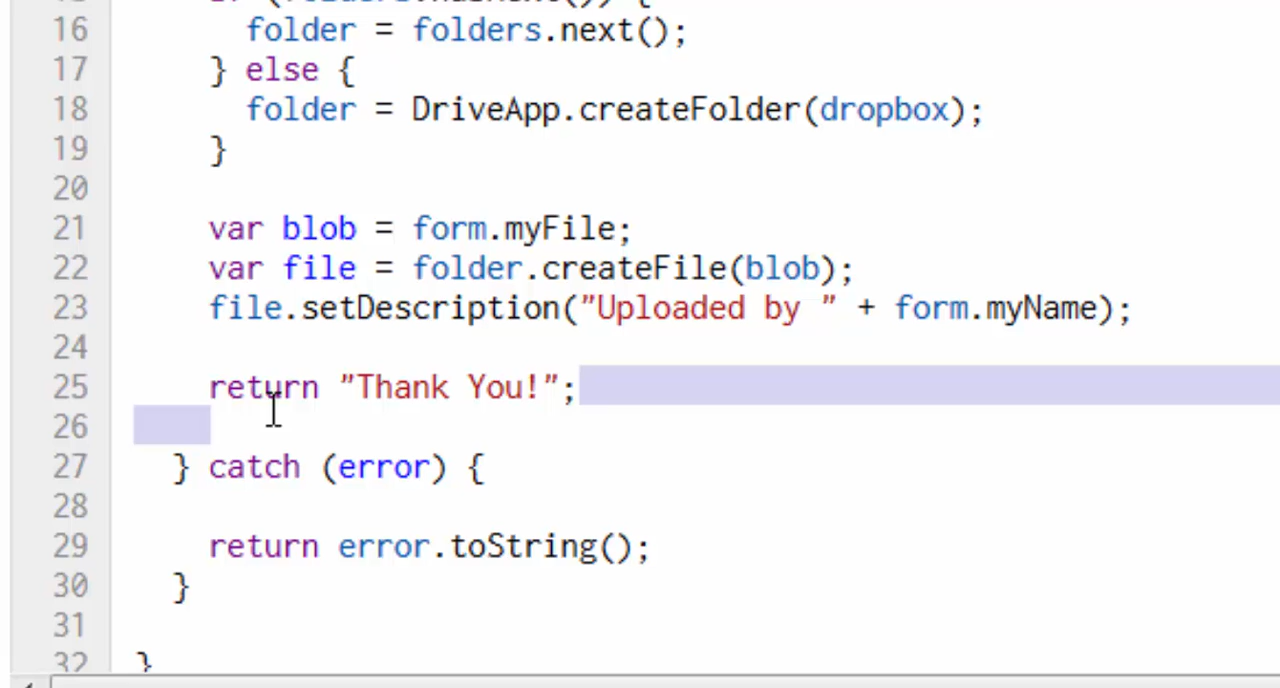 16 folder = folders.next();
17 } else {
18 folder = DriveApp.createFolder(dropbox);
19 }
20
21 var blob = form.myFile;
22 var file = folder.createFile(blob);
23 file.setDescription("Uploaded by " + form.myName);
24
25 return "Thank You!";
26
27 } catch (error) {
28
29 return error.toString();
30 }
31
32 }